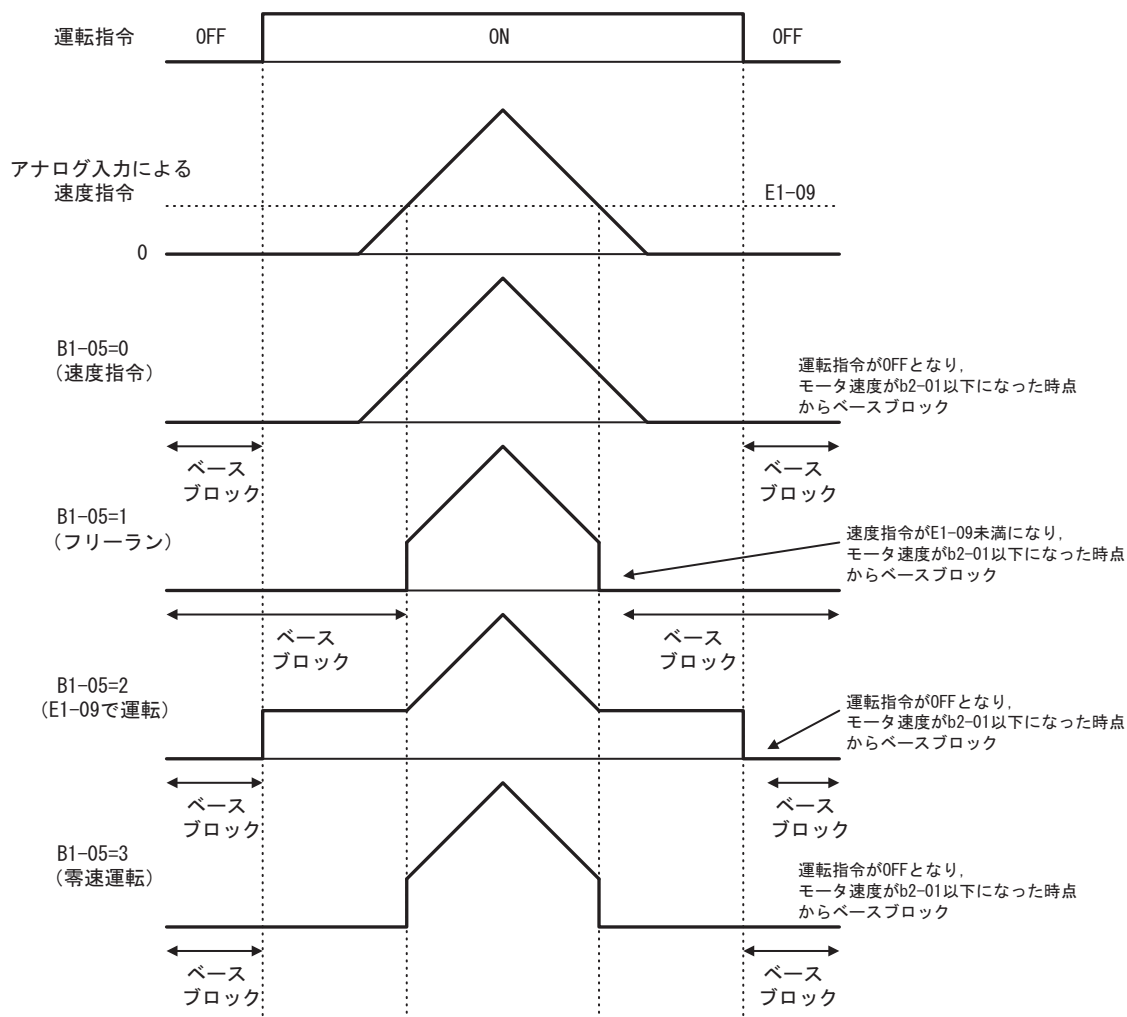 運転指令
OFF
ON
OFF
アナログ入力による
速度指令
E1-09
0
B1-05=0
(速度指令)
運転指令がOFFとなり,
モータ速度がb2-01以下になった時点
からベースブロック
ベース
ブロック
ベース
ブロック
B1-05=1
(フリーラン)
速度指令がE1-09未満になり,
モータ速度がb2-01以下になった時点
からベースブロック
ベース
ブロック
ベース
ブロック
B1-05=2
(E1-09で運転)
運転指令がOFFとなり,
モータ速度がb2-01以下になった時点
からベースブロック
ベース
ブロック
ベース
ブロック
B1-05=3
(零速運転)
運転指令がOFFとなり,
モータ速度がb2-01以下になった時点
からベースブロック
ベース
ブロック
ベース
ブロック